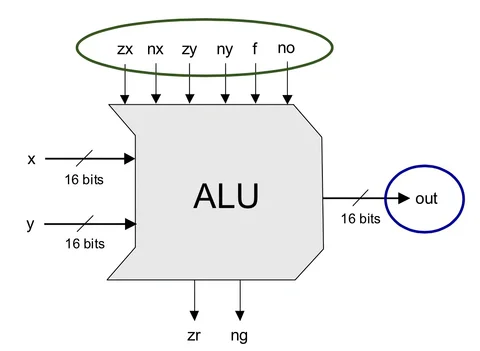 zx nx zy ny f no
x
16 bits
ALU
y
16 bits
out
16 bits
zr ng